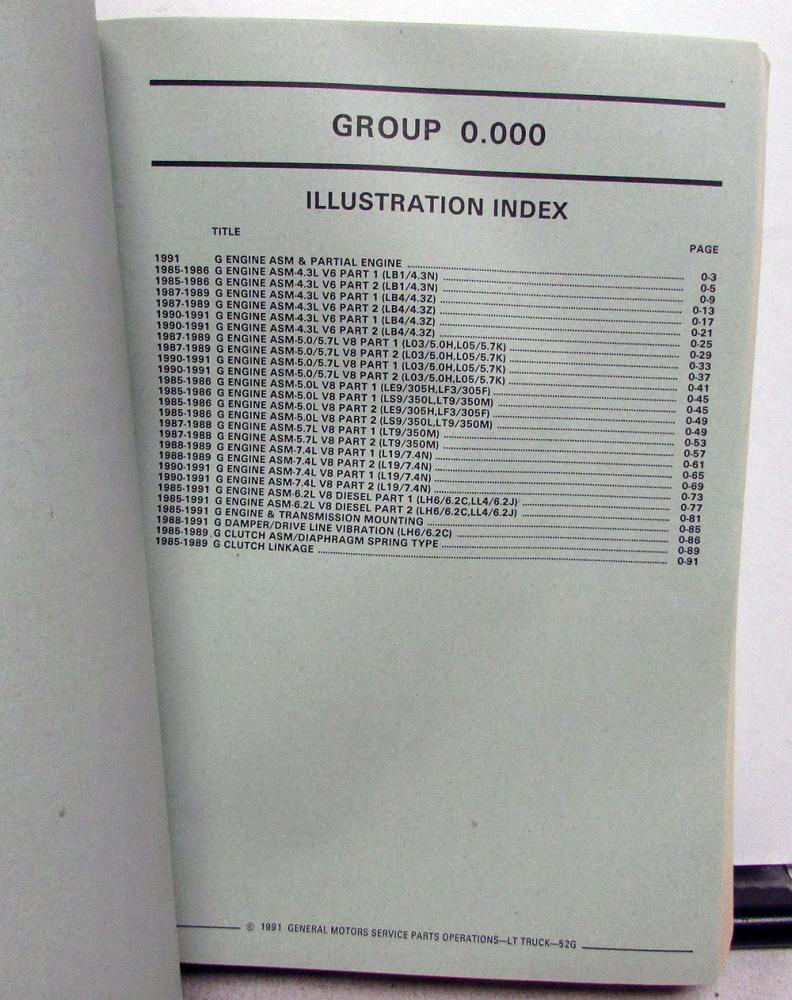 GROUP 0.000
ILLUSTRATION INDEX
TITLE
PAGE
1991 G ENGINE ASM & PARTIAL ENGINE 0-3
1985-1986 G ENGINE ASM-4.3L V6 PART 1 (LB1/4.3N) 0-5
1985-1986 G ENGINE ASM-4.3L V6 PART 2 (LB1/4.3N) 0-9
1987-1989 G ENGINE ASM-4.3L V6 PART 1 (LB4/4.3Z) 0-13
1987-1989 G ENGINE ASM-4.3L V6 PART 2 (LB4/4.3Z) 0-17
1990-1991 G ENGINE ASM-4.3L V6 PART 1 (LB4/4.3Z) 0-21
1990-1991 G ENGINE ASM-4.3L V6 PART 2 (LB4/4.3Z) 0-25
1987-1989 G ENGINE ASM-5.0/5.7L V8 PART 1 (L03/5.0H,L05/5.7K) 0-29
1987-1989 G ENGINE ASM-5.0/5.7L V8 PART 2 (L03/5.0H,L05/5.7K) 0-33
1990-1991 G ENGINE ASM-5.0/5.7L V8 PART 1 (L03/5.0H,L05/5.7K) 0-37
1990-1991 G ENGINE ASM-5.0/5.7L V8 PART 2 (L03/5.0H,L05/5.7K) 0-41
1985-1986 G ENGINE ASM-5.0L V8 PART 1 (LE9/305H,LF3/305F) 0-45
1985-1986 G ENGINE ASM-5.0L V8 PART 1 (LS9/350L,LT9/350M) 0-45
1985-1986 G ENGINE ASM-5.0L V8 PART 2 (LE9/305H,LF3/305F) 0-49
1985-1986 G ENGINE ASM-5.0L V8 PART 2 (LS9/350L,LT9/350M) 0-49
1987-1988 G ENGINE ASM-5.7L V8 PART 1 (LT9/350M) 0-53
1987-1988 G ENGINE ASM-5.7L V8 PART 2 (LT9/350M) 0-57
1988-1989 G ENGINE ASM-7.4L V8 PART 1 (L19/7.4N) 0-61
1988-1989 G ENGINE ASM-7.4L V8 PART 2 (L19/7.4N) 0-65
1990-1991 G ENGINE ASM-7.4L V8 PART 1 (L19/7.4N) 0-69
1990-1991 G ENGINE ASM-7.4L V8 PART 2 (L19/7.4N) 0-73
1985-1991 G ENGINE ASM-6.2L V8 DIESEL PART 1 (LH6/6.2C,LL4/6.2J) 0-77
1985-1991 G ENGINE ASM-6.2L V8 DIESEL PART 2 (LH6/6.2C,LL4/6.2J) 0-81
1985-1991 G ENGINE & TRANSMISSION MOUNTING 0-85
1988-1991 G DAMPER/DRIVE LINE VIBRATION (LH6/6.2C) 0-86
1985-1989 G CLUTCH ASM/DIAPHRAGM SPRING TYPE 0-89
1985-1989 G CLUTCH LINKAGE 0-91
© 1991 GENERAL MOTORS SERVICE PARTS OPERATIONS—LT TRUCK—52G